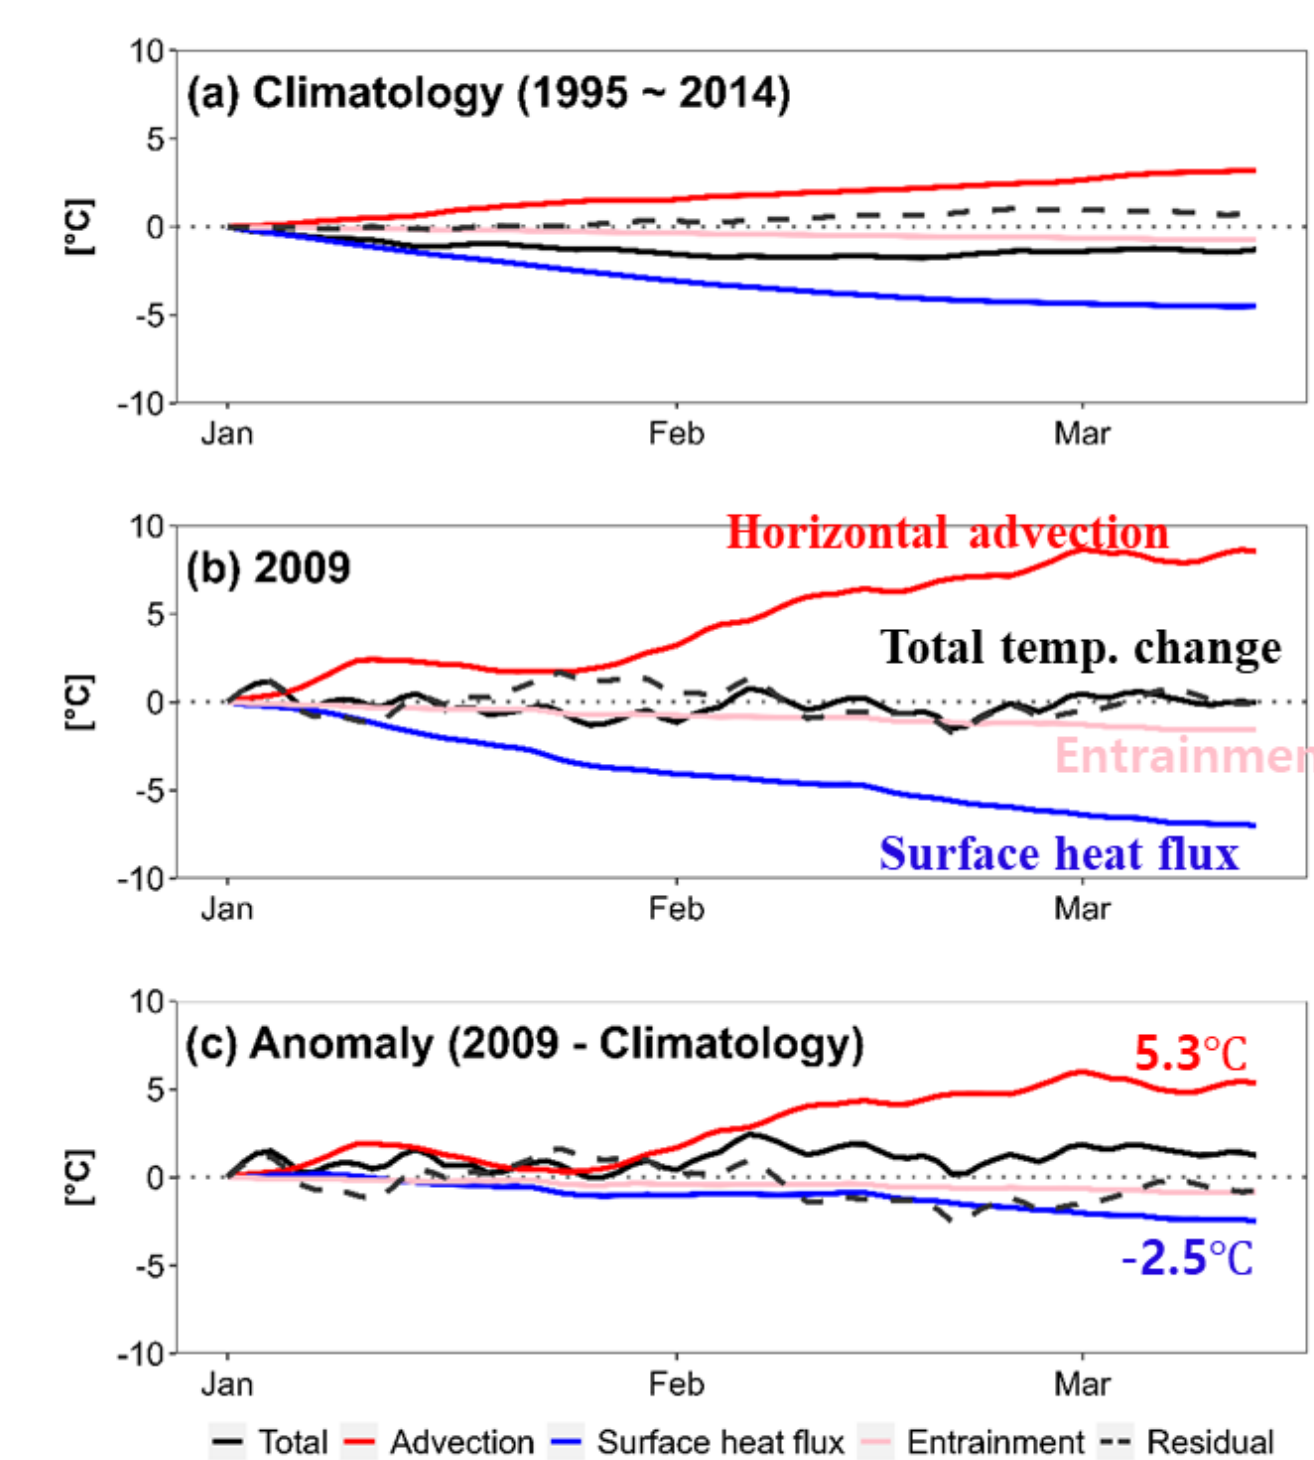 (a) Climatology (1995 ~ 2014)
[°C]
10
5
0
-5
-10
Jan Feb Mar
(b) 2009
Horizontal advection
Total temp. change
Entrainmen
Surface heat flux
[°C]
10
5
0
-5
-10
Jan Feb Mar
(c) Anomaly (2009 - Climatology)
5.3°C
-2.5°C
[°C]
10
5
0
-5
-10
Jan Feb Mar
Total Advection Surface heat flux Entrainment Residual